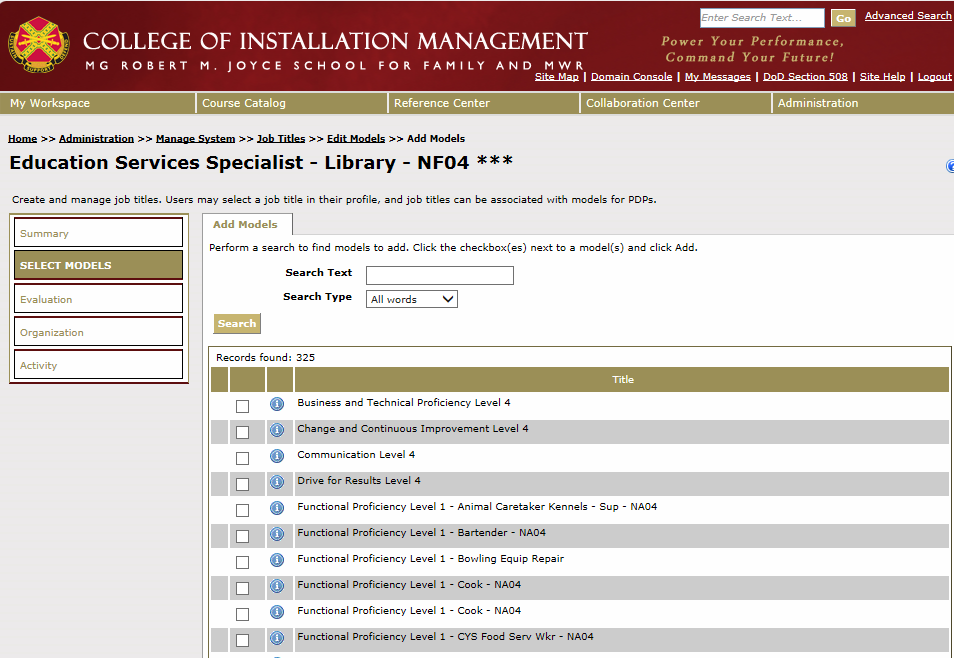 Enter Search Text...
Go
Advanced Search
COLLEGE OF INSTALLATION MANAGEMENT
MG ROBERT M. JOYCE SCHOOL FOR FAMILY AND MWR
Power Your Performance,
Command Your Future!
Site Map | Domain Console | My Messages | DoD Section 508 | Site Help | Logout
My Workspace
Course Catalog
Reference Center
Collaboration Center
Administration
Home >> Administration >> Manage System >> Job Titles >> Edit Models >> Add Models
Education Services Specialist - Library - NF04 ***
Create and manage job titles. Users may select a job title in their profile, and job titles can be associated with models for PDPs.
Summary
SELECT MODELS
Evaluation
Organization
Activity
Add Models
Perform a search to find models to add. Click the checkbox(es) next to a model(s) and click Add.
Search Text
Search Type All words
Search
Records found: 325
Title
Business and Technical Proficiency Level 4
Change and Continuous Improvement Level 4
Communication Level 4
Drive for Results Level 4
Functional Proficiency Level 1 - Animal Caretaker Kennels - Sup - NA04
Functional Proficiency Level 1 - Bartender - NA04
Functional Proficiency Level 1 - Bowling Equip Repair
Functional Proficiency Level 1 - Cook - NA04
Functional Proficiency Level 1 - Cook - NA04
Functional Proficiency Level 1 - CYS Food Serv Wkr - NA04